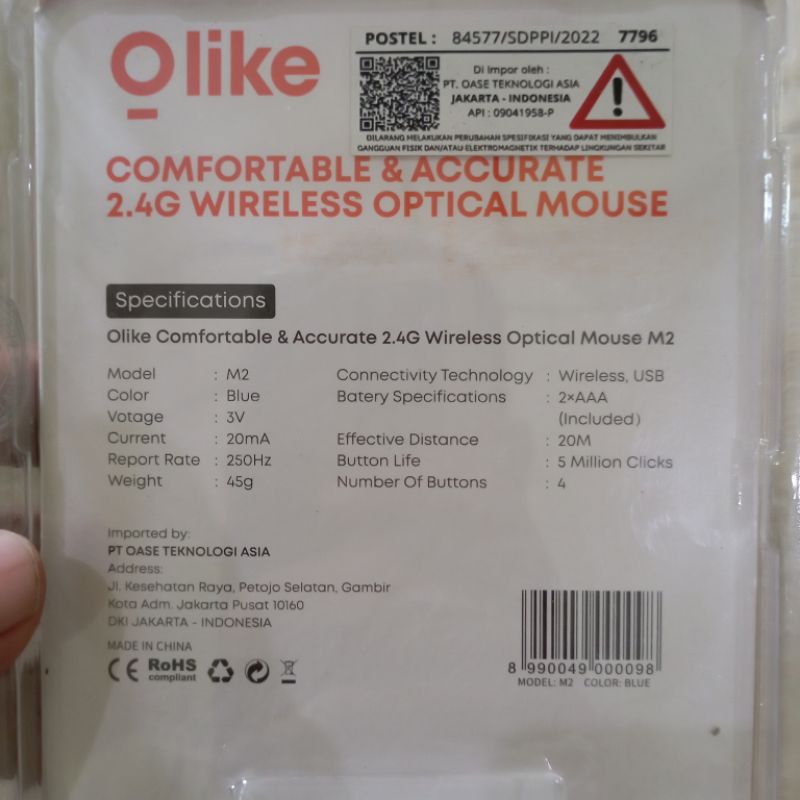 Olike
POSTEL : 84577/SDPPI/2022 7796
Di Impor oleh :
PT. OASE TEKNOLOGI ASIA
JAKARTA - INDONESIA
API : 09041958-P
DILARANG MELAKUKAN PERUBAHAN SPESIFIKASI YANG DAPAT MENIMBULKAN
GANGGUAN FISIK DAN/ATAU ELEKTROMAGNETIK TERHADAP LINGKUNGAN SEKITAR
COMFORTABLE & ACCURATE
2.4G WIRELESS OPTICAL MOUSE
Specifications
Olike Comfortable & Accurate 2.4G Wireless Optical Mouse M2
Model : M2
Color : Blue
Votage : 3V
Current : 20mA
Report Rate : 250Hz
Weight : 45g
Connectivity Technology : Wireless, USB
Batery Specifications : 2×AAA
(Included)
Effective Distance : 20M
Button Life : 5 Million Clicks
Number Of Buttons : 4
Imported by:
PT OASE TEKNOLOGI ASIA
Address:
Jl. Kesehatan Raya, Petojo Selatan, Gambir
Kota Adm. Jakarta Pusat 10160
DKI JAKARTA - INDONESIA
MADE IN CHINA
CE RoHS
compliant
8 990049 000098
MODEL: M2 COLOR: BLUE